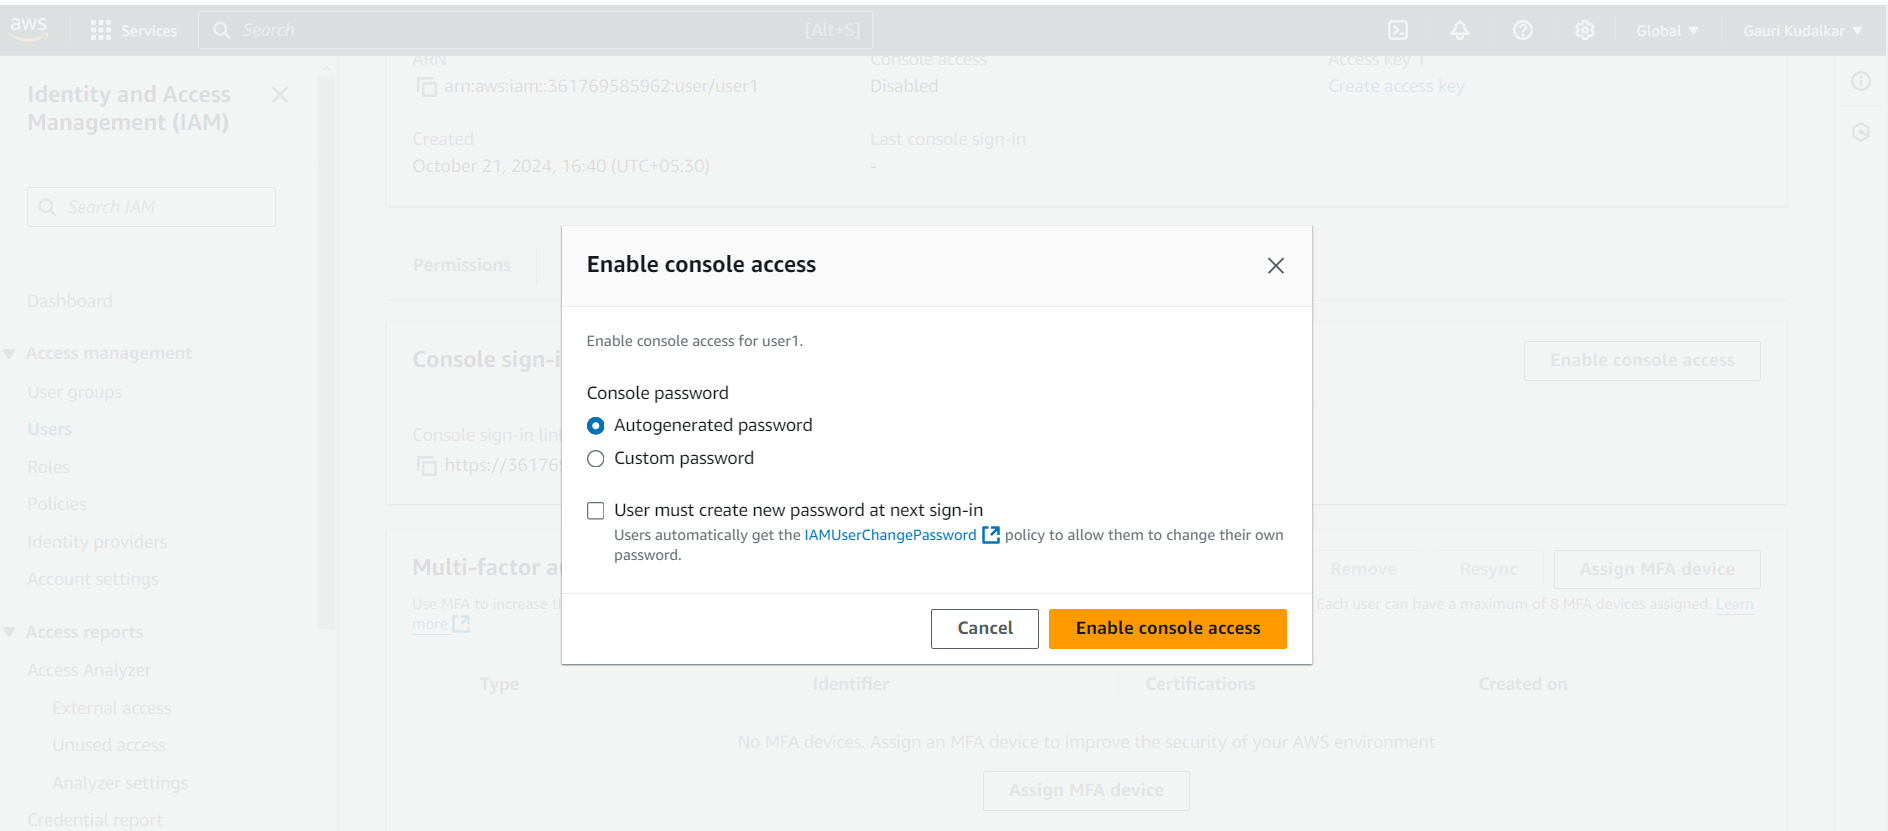 aws
Services
Search
[Alt+S]
Global
Gauri Kudalkar
Identity and Access
Management (IAM)
Search IAM
Dashboard
Access management
User groups
Users
Roles
Policies
Identity providers
Account settings
Access reports
Access Analyzer
External access
Unused access
Analyzer settings
Credential report
ARN
arn:aws:iam::361769585962:user/user1
Console access
Disabled
Access key 1
Create access key
Created
October 21, 2024, 16:40 (UTC+05:30)
Last console sign-in
-
Permissions
Console sign-i
Enable console access
Console sign-in lin
https://36176
Enable console access
Enable console access for user1.
Console password
Autogenerated password
Custom password
User must create new password at next sign-in
Users automatically get the IAMUserChangePassword policy to allow them to change their own
password.
Cancel
Enable console access
Multi-factor a
Remove
Resync
Assign MFA device
Use MFA to increase t
Each user can have a maximum of 8 MFA devices assigned. Learn
more
Type
Identifier
Certifications
Created on
No MFA devices. Assign an MFA device to improve the security of your AWS environment
Assign MFA device